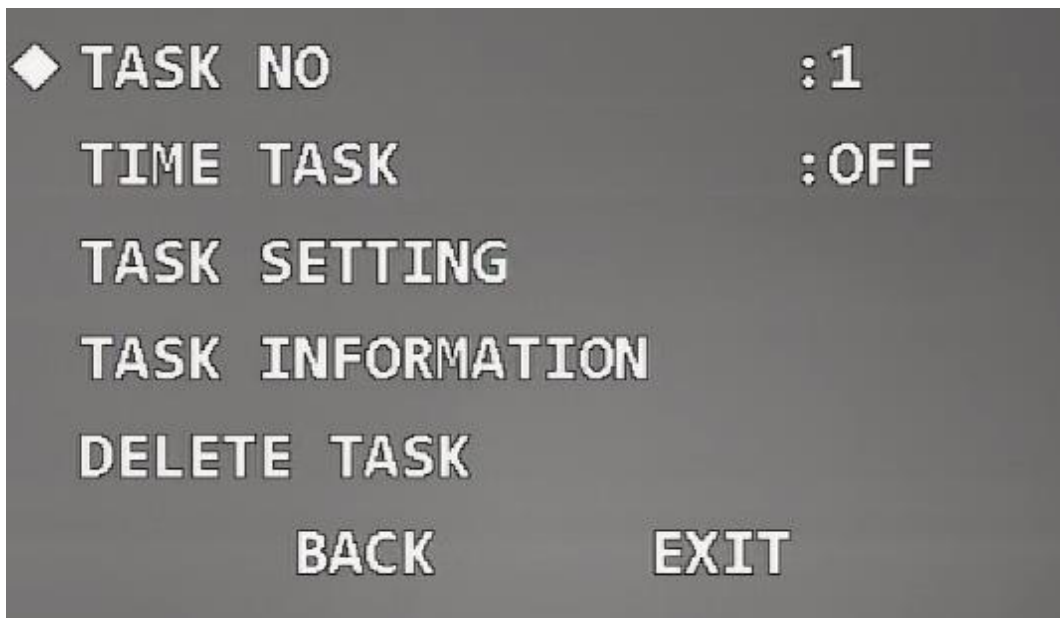 TASK NO :1
TIME TASK :OFF
TASK SETTING
TASK INFORMATION
DELETE TASK
BACK EXIT